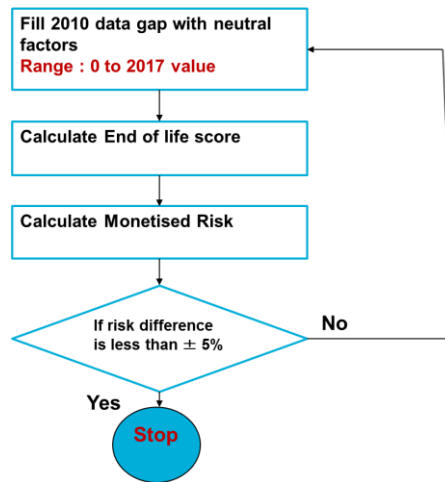 Fill 2010 data gap with neutral
factors
Range : 0 to 2017 value
Calculate End of life score
Calculate Monetised Risk
If risk difference
is less than ± 5%
No
Yes
Stop